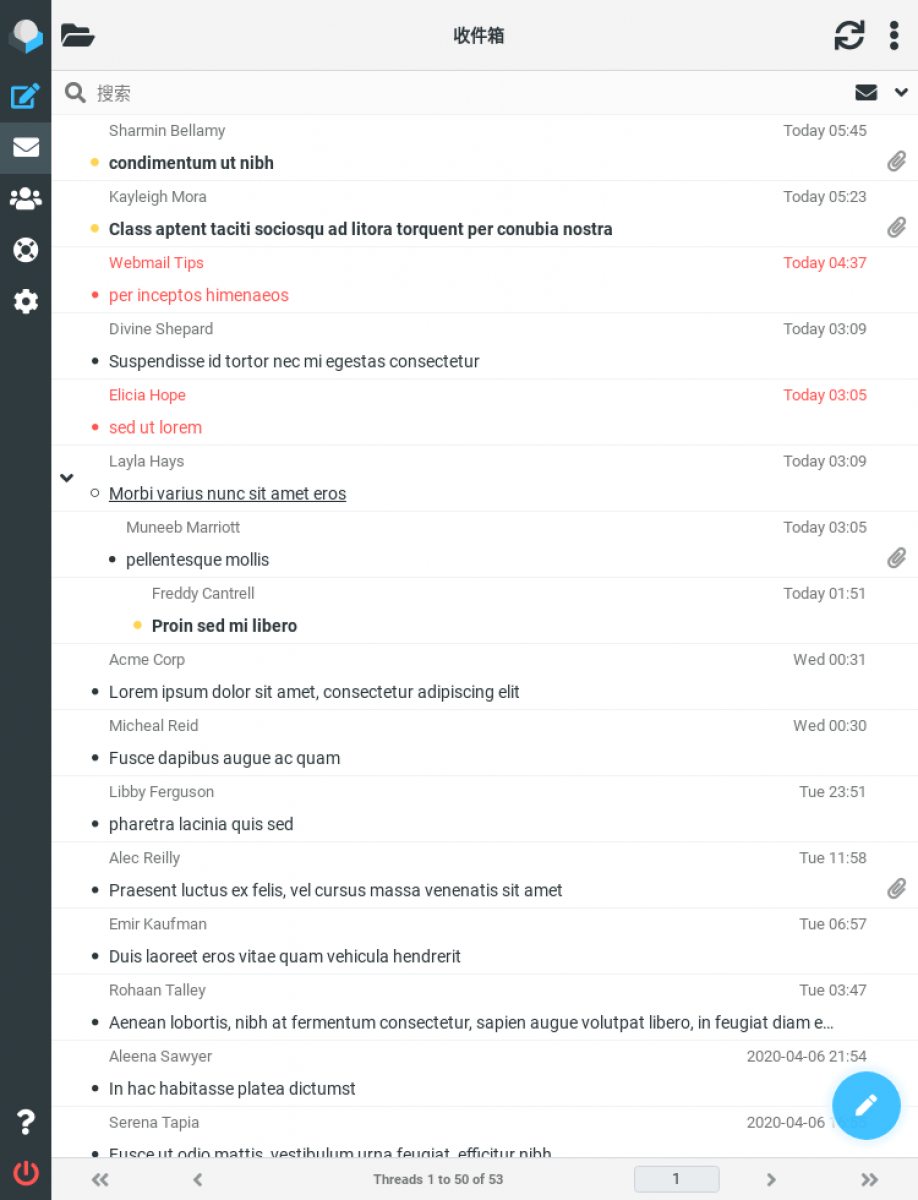 收件箱
搜索
Sharmin Bellamy Today 05:45
condimentum ut nibh
Kayleigh Mora Today 05:23
Class aptent taciti sociosqu ad litora torquent per conubia nostra
Webmail Tips Today 04:37
per inceptos himenaeos
Divine Shepard Today 03:09
Suspendisse id tortor nec mi egestas consectetur
Elicia Hope Today 03:05
sed ut lorem
Layla Hays Today 03:09
Morbi varius nunc sit amet eros
Muneeb Marriott Today 03:05
pellentesque mollis
Freddy Cantrell Today 01:51
Proin sed mi libero
Acme Corp Wed 00:31
Lorem ipsum dolor sit amet, consectetur adipiscing elit
Micheal Reid Wed 00:30
Fusce dapibus augue ac quam
Libby Ferguson Tue 23:51
pharetra lacinia quis sed
Alec Reilly Tue 11:58
Praesent luctus ex felis, vel cursus massa venenatis sit amet
Emir Kaufman Tue 06:57
Duis laoreet eros vitae quam vehicula hendrerit
Rohaan Talley Tue 03:47
Aenean lobortis, nibh at fermentum consectetur, sapien augue volutpat libero, in feugiat diam e…
Aleena Sawyer 2020-04-06 21:54
In hac habitasse platea dictumst
Serena Tapia 2020-04-06
Fusce ut odio mattis, vestibulum urna feugiat, efficitur nibh
Threads 1 to 50 of 53 1